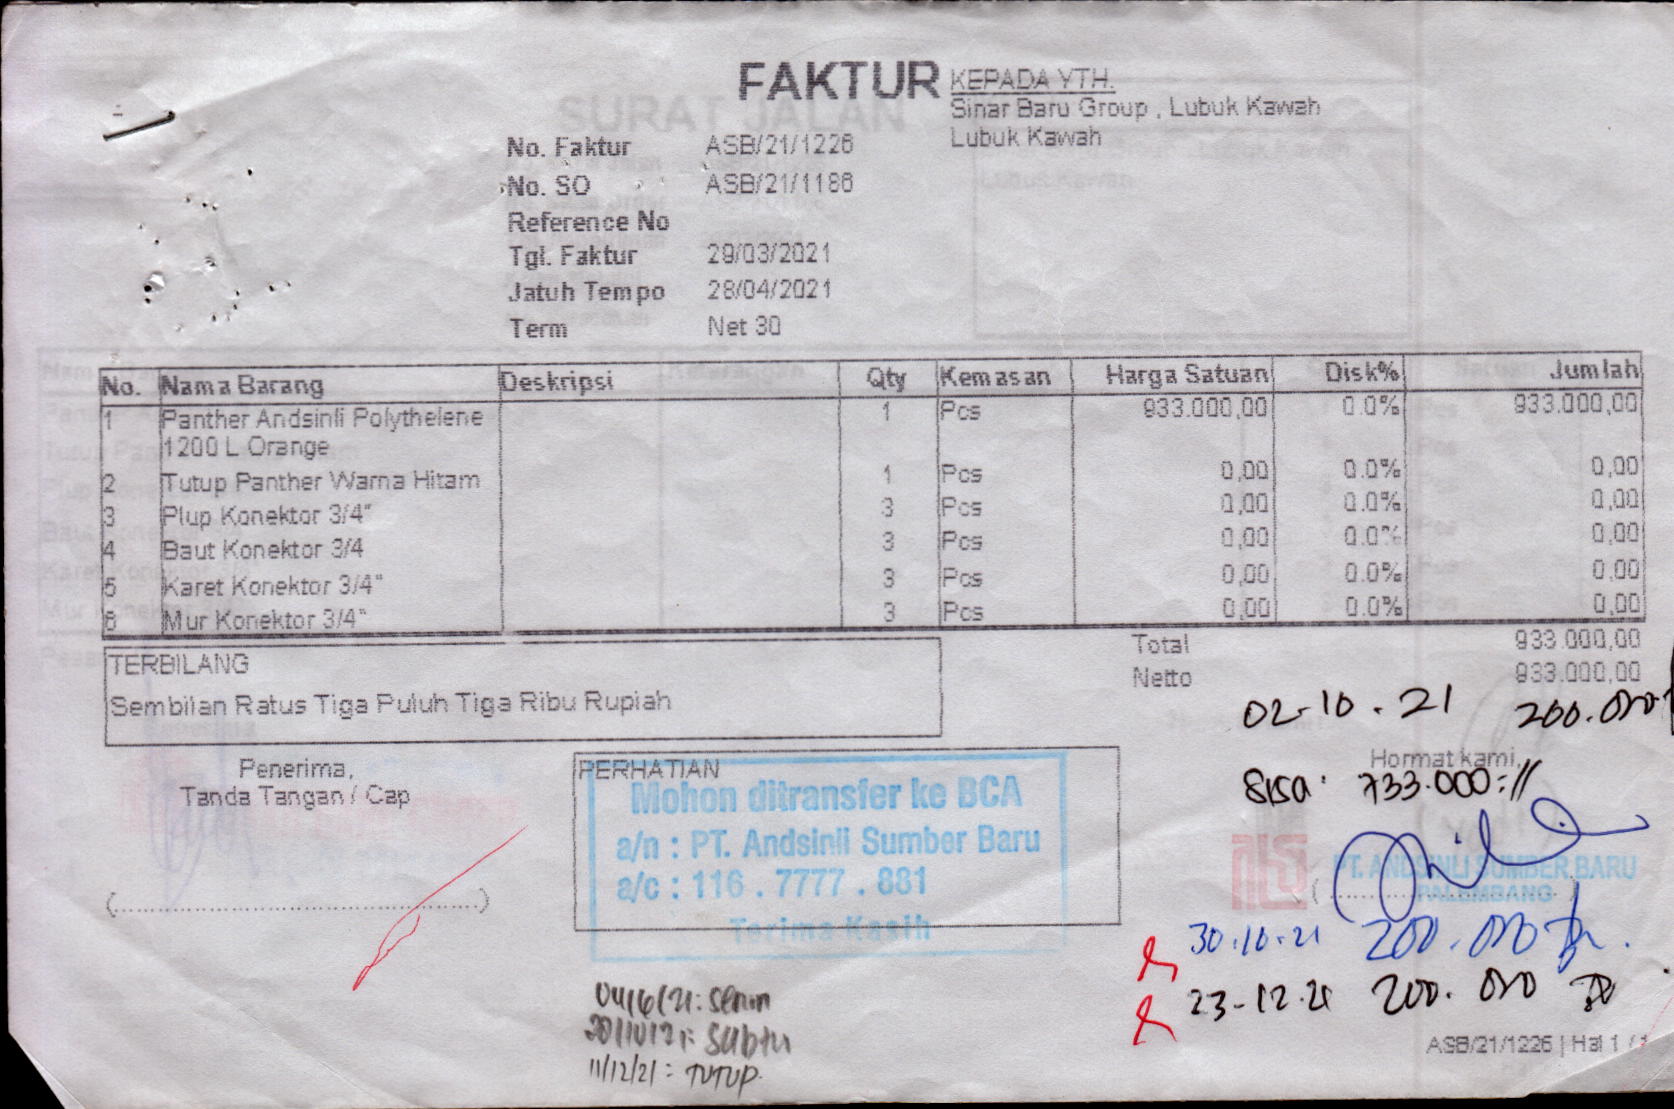 FAKTUR
KEPADA YTH.
Sinar Baru Group , Lubuk Kawah
Lubuk Kawah
SURAT JALAN
No. Faktur ASB/21/1226
No. SO ASB/21/1186
Reference No
Tgl. Faktur 29/03/2021
Jatuh Tempo 28/04/2021
Term Net 30
No. Nama Barang Deskripsi Qty Kemasan Harga Satuan Disk% Jumlah
1 Panther Andsinli Polythelene 1 Pcs 933.000,00 0.0% 933.000,00
1200 L Orange
2 Tutup Panther Warna Hitam 1 Pcs 0,00 0.0% 0,00
3 Plup Konektor 3/4" 3 Pcs 0,00 0.0% 0,00
4 Baut Konektor 3/4 3 Pcs 0,00 0.0% 0,00
5 Karet Konektor 3/4" 3 Pcs 0,00 0.0% 0,00
6 Mur Konektor 3/4" 3 Pcs 0,00 0.0% 0,00
Total 933.000,00
Netto 933.000,00
TERBILANG
Sembilan Ratus Tiga Puluh Tiga Ribu Rupiah
02-10.21 200.000
Penerima,
Tanda Tangan / Cap
PERHATIAN
Mohon ditransfer ke BCA
a/n : PT. Andsinli Sumber Baru
a/c : 116 . 7777 . 881
Terima Kasih
Hormat kami,
Sisa: 733.000:
PT. ANDSINLI SUMBER BARU
PALEMBANG
30.10.21 200.000
23-12.21 200.000
: Senin
: Sabtu
11/12/21 : TUTUP.
ASB/21/1226 | Hal 1 /